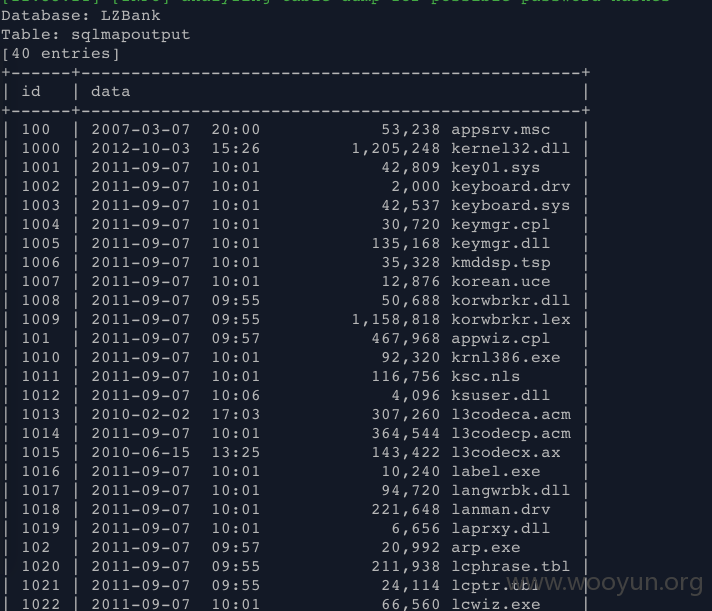 Database: LZBank
Table: sqlmapoutput
[40 entries]
+------+------------------------------------------------+
| id | data |
+------+------------------------------------------------+
| 100 | 2007-03-07 20:00 53,238 appsrv.msc |
| 1000 | 2012-10-03 15:26 1,205,248 kernel32.dll |
| 1001 | 2011-09-07 10:01 42,809 key01.sys |
| 1002 | 2011-09-07 10:01 2,000 keyboard.drv |
| 1003 | 2011-09-07 10:01 42,537 keyboard.sys |
| 1004 | 2011-09-07 10:01 30,720 keymgr.cpl |
| 1005 | 2011-09-07 10:01 135,168 keymgr.dll |
| 1006 | 2011-09-07 10:01 35,328 kmddsp.tsp |
| 1007 | 2011-09-07 10:01 12,876 korean.uce |
| 1008 | 2011-09-07 09:55 50,688 korwbrkr.dll |
| 1009 | 2011-09-07 09:55 1,158,818 korwbrkr.lex |
| 101 | 2011-09-07 09:57 467,968 appwiz.cpl |
| 1010 | 2011-09-07 10:01 92,320 krnl386.exe |
| 1011 | 2011-09-07 10:01 116,756 ksc.nls |
| 1012 | 2011-09-07 10:06 4,096 ksuser.dll |
| 1013 | 2010-02-02 17:03 307,260 l3codeca.acm |
| 1014 | 2011-09-07 10:01 364,544 l3codecp.acm |
| 1015 | 2010-06-15 13:25 143,422 l3codecx.ax |
| 1016 | 2011-09-07 10:01 10,240 label.exe |
| 1017 | 2011-09-07 10:01 94,720 langwrbk.dll |
| 1018 | 2011-09-07 10:01 221,648 lanman.drv |
| 1019 | 2011-09-07 10:01 6,656 laprxy.dll |
| 102 | 2011-09-07 09:57 20,992 arp.exe |
| 1020 | 2011-09-07 09:55 211,938 lcphrase.tbl |
| 1021 | 2011-09-07 09:55 24,114 lcptr.tbl |
| 1022 | 2011-09-07 10:01 66,560 lcwiz.exe |
www.wooyun.org